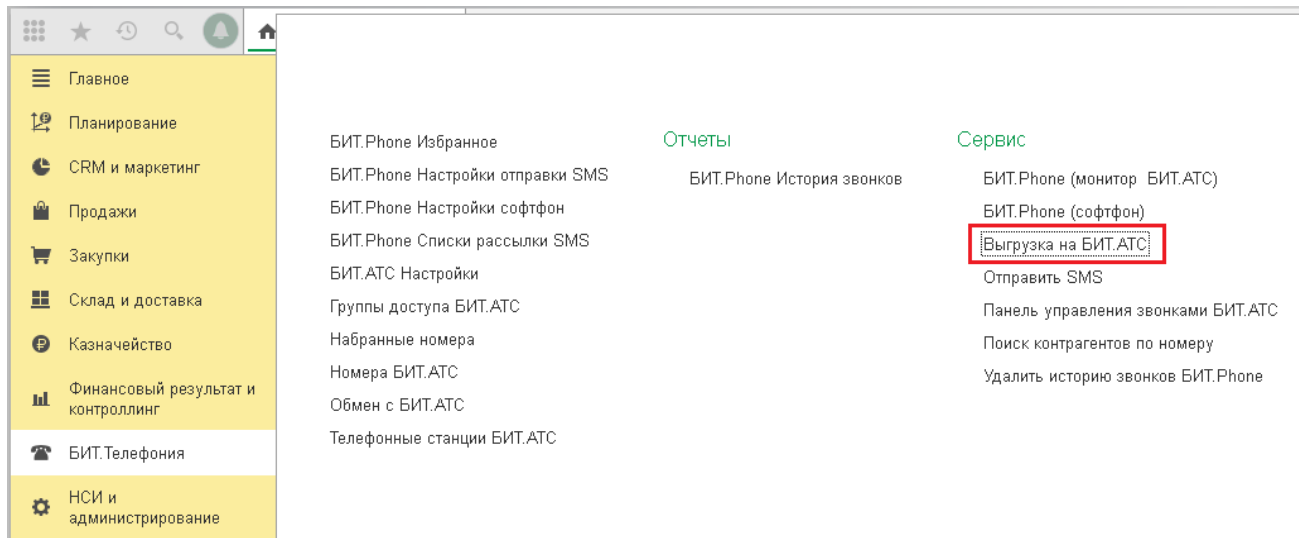 Главное
Планирование
CRM и маркетинг
Продажи
Закупки
Склад и доставка
Казначейство
Финансовый результат и
контроллинг
БИТ.Телефония
НСИ и
администрирование
БИТ.Phone Избранное
БИТ.Phone Настройки отправки SMS
БИТ.Phone Настройки софтфон
БИТ.Phone Списки рассылки SMS
БИТ.АТС Настройки
Группы доступа БИТ.АТС
Набранные номера
Номера БИТ.АТС
Обмен с БИТ.АТС
Телефонные станции БИТ.АТС
Отчеты
БИТ.Phone История звонков
Сервис
БИТ.Phone (монитор БИТ.АТС)
БИТ.Phone (софтфон)
Выгрузка на БИТ.АТС
Отправить SMS
Панель управления звонками БИТ.АТС
Поиск контрагентов по номеру
Удалить историю звонков БИТ.Phone